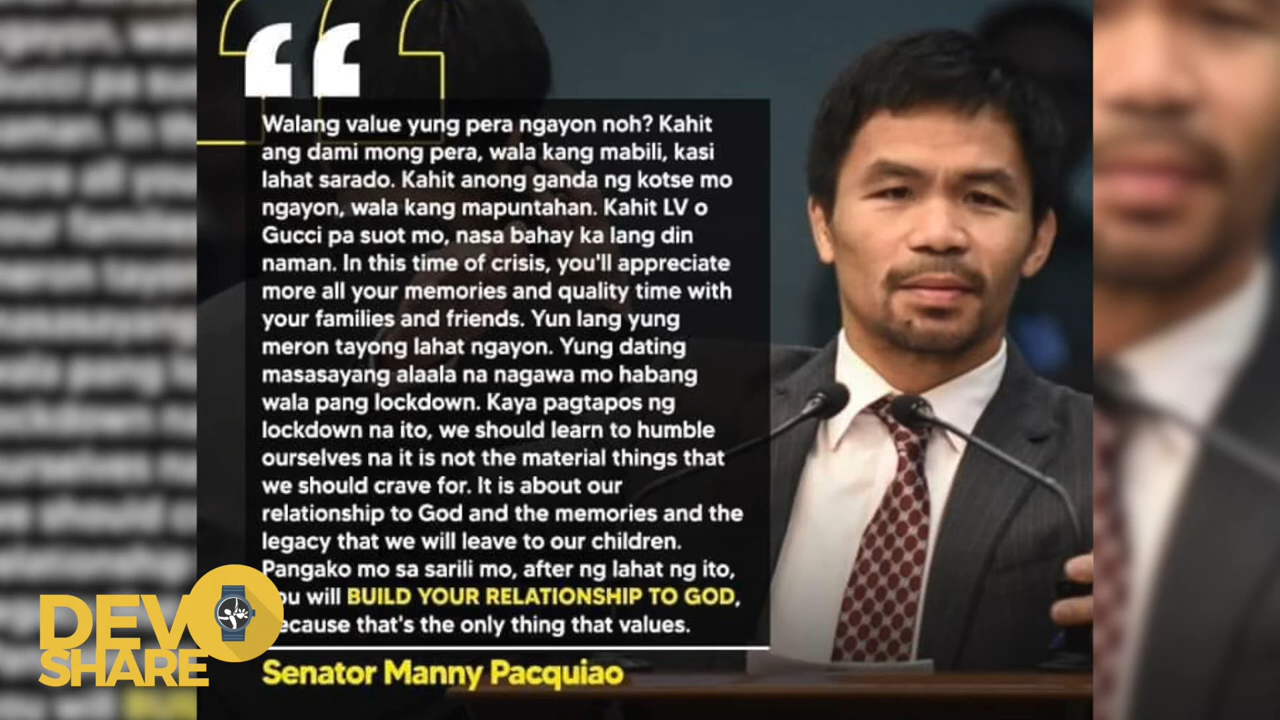 Walang value yung pera ngayon noh? Kahit
ang dami mong pera, wala kang mabili, kasi
lahat sarado. Kahit anong ganda ng kotse mo
ngayon, wala kang mapuntahan. Kahit LV o
Gucci pa suot mo, nasa bahay ka lang din
naman. In this time of crisis, you'll appreciate
more all your memories and quality time with
your families and friends. Yun lang yung
meron tayong lahat ngayon. Yung dating
masasayang alaala na nagawa mo habang
wala pang lockdown. Kaya pagtapos ng
lockdown na ito, we should learn to humble
ourselves na it is not the material things that
we should crave for. It is about our
relationship to God and the memories and the
legacy that we will leave to our children.
Pangako mo sa sarili mo, after ng lahat ng ito,
you will BUILD YOUR RELATIONSHIP TO GOD,
because that's the only thing that values.
Senator Manny Pacquiao
DEVO
SHARE